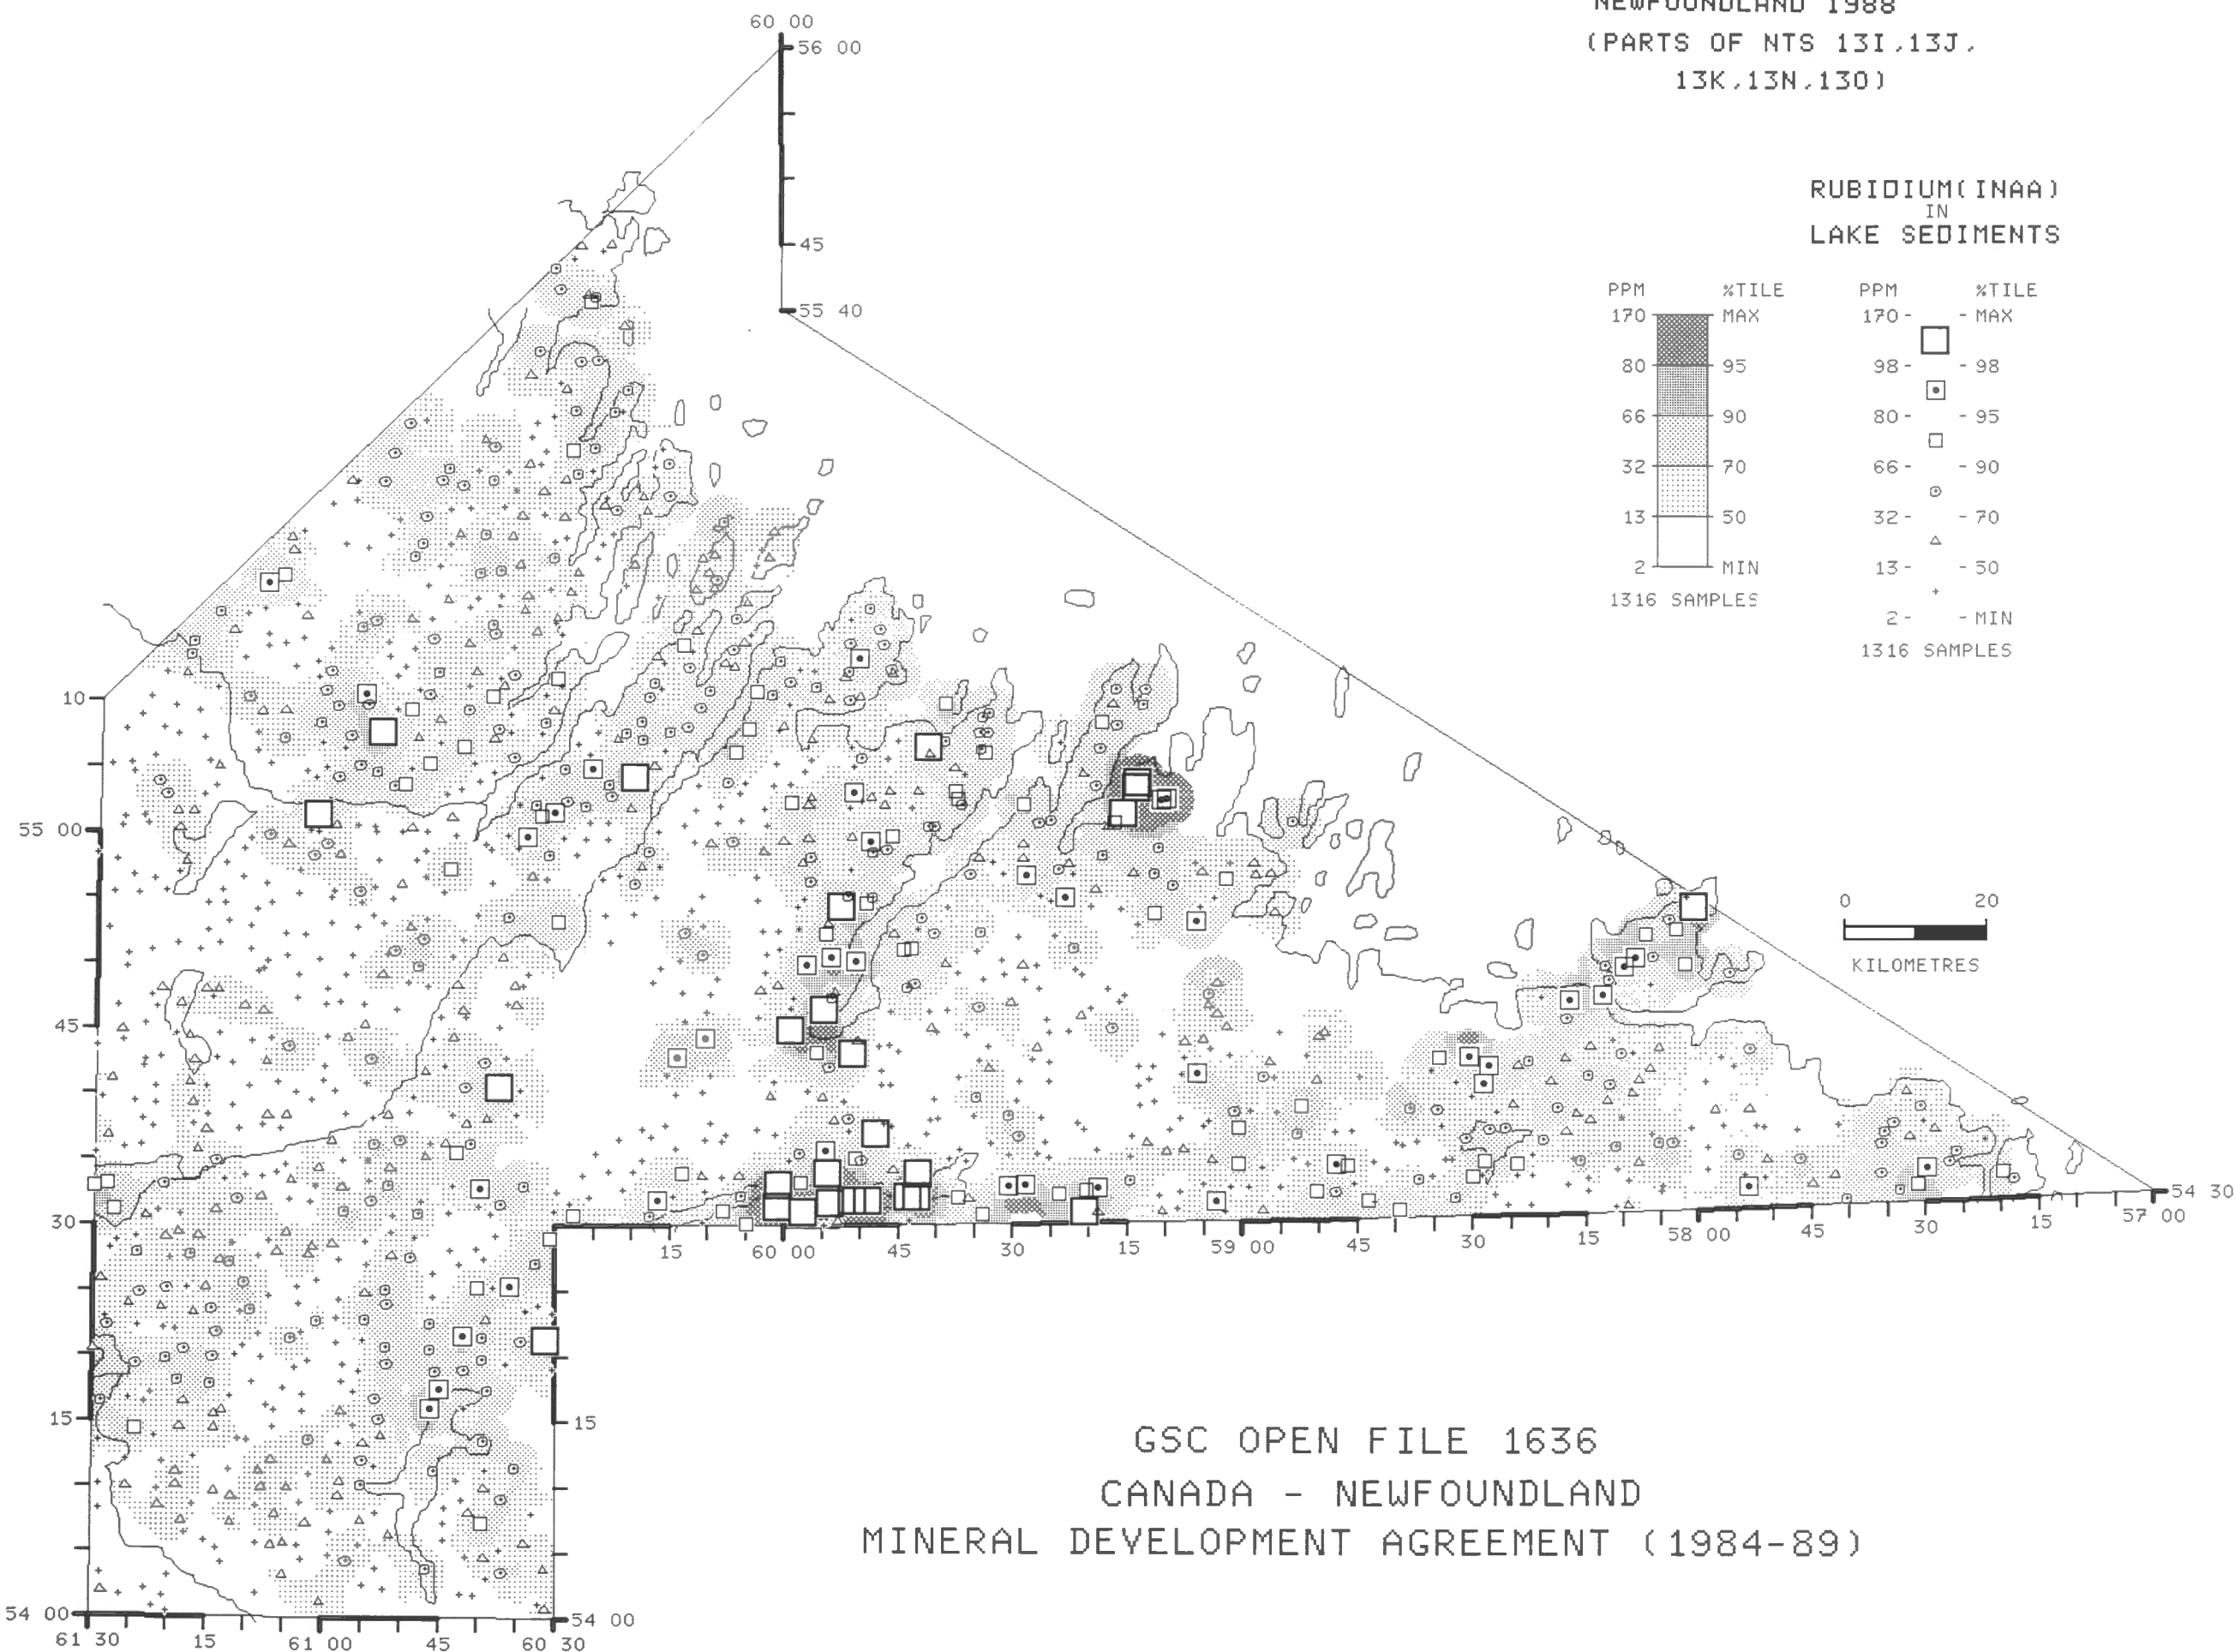 NEWFOUNDLAND 1988
(PARTS OF NTS 13I,13J,
13K,13N,13O)
60 00
56 00
45
55 40
RUBIDIUM(INAA)
IN
LAKE SEDIMENTS
PPM %TILE PPM %TILE
170 MAX 170- -MAX
80 95 98- -98
66 90 80- -95
32 70 66- -90
13 50 32- -70
2 MIN 13- -50
1316 SAMPLES
2- -MIN
1316 SAMPLES
10
55 00
45
30
15
54 00
0 20
KILOMETRES
54 30
57 00
15 60 00 45 30 15 59 00 45 30 15 58 00 45 30 15
15
54 00
61 30 15 61 00 45 60 30
GSC OPEN FILE 1636
CANADA - NEWFOUNDLAND
MINERAL DEVELOPMENT AGREEMENT (1984-89)